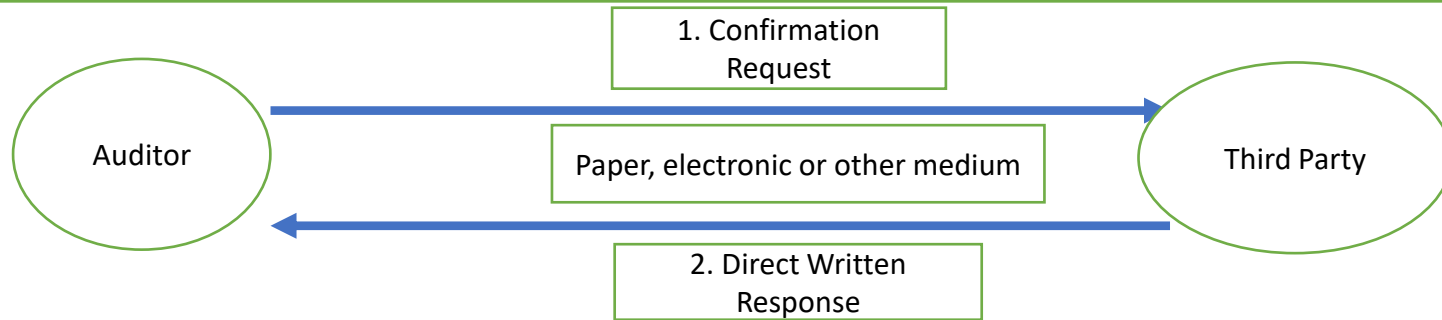 1. Confirmation
Request
Auditor
Paper, electronic or other medium
Third Party
2. Direct Written
Response